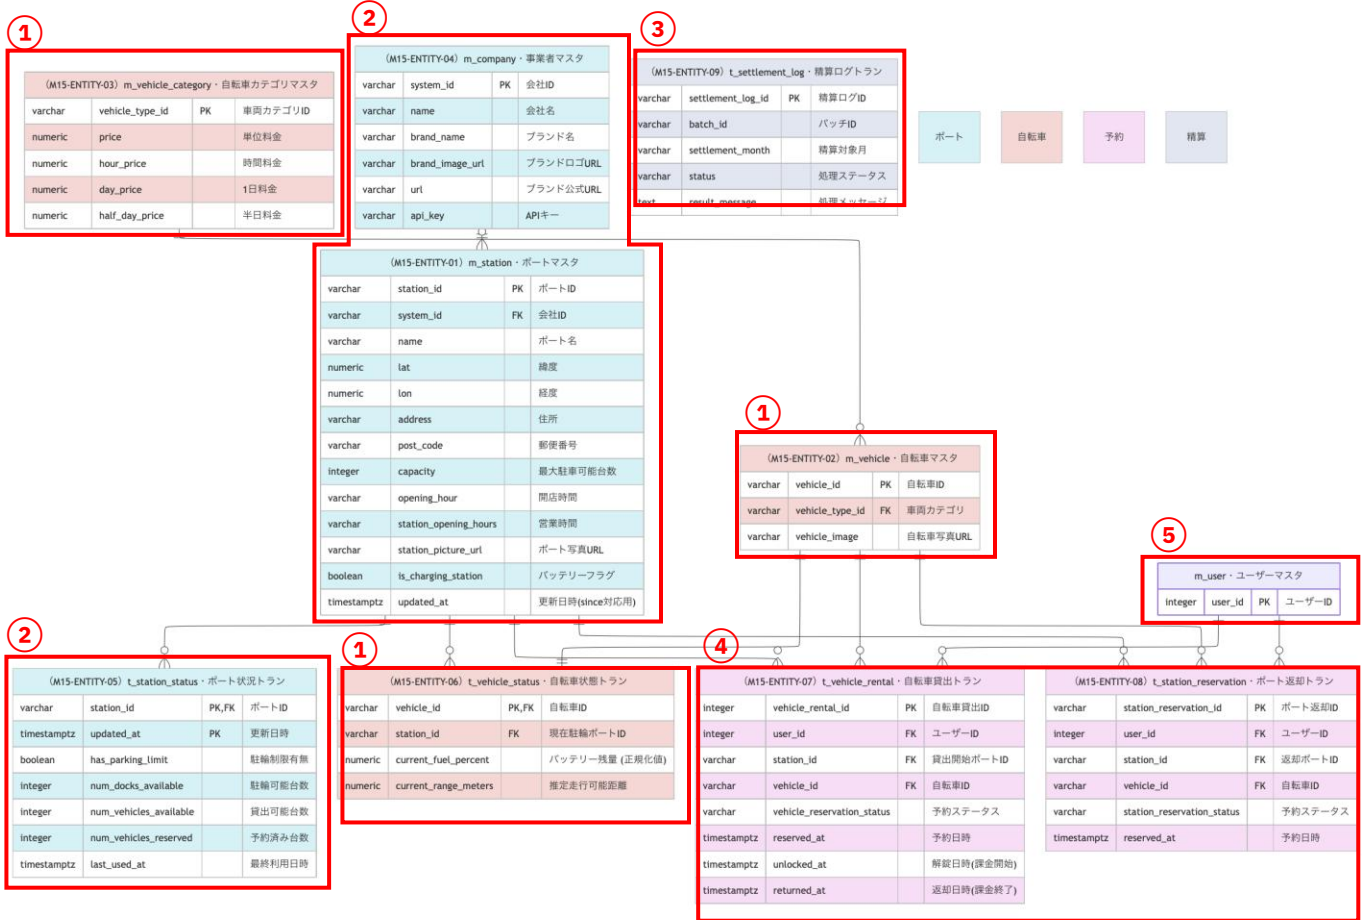 ①
（M15-ENTITY-03）m_vehicle_category・自転車カテゴリマスタ
varchar vehicle_type_id PK 車両カテゴリID
numeric price 単位料金
numeric hour_price 時間料金
numeric day_price 1日料金
numeric half_day_price 半日料金
②
（M15-ENTITY-04）m_company・事業者マスタ
varchar system_id PK 会社ID
varchar name 会社名
varchar brand_name ブランド名
varchar brand_image_url ブランドロゴURL
varchar url ブランド公式URL
varchar api_key APIキー
③
（M15-ENTITY-09）t_settlement_log・精算ログトラン
varchar settlement_log_id PK 精算ログID
varchar batch_id バッチID
varchar settlement_month 精算対象月
varchar status 処理ステータス
text result_message 処理メッセージ
ポート
自転車
予約
精算
（M15-ENTITY-01）m_station・ポートマスタ
varchar station_id PK ポートID
varchar system_id FK 会社ID
varchar name ポート名
numeric lat 緯度
numeric lon 経度
varchar address 住所
varchar post_code 郵便番号
integer capacity 最大駐車可能台数
varchar opening_hour 開店時間
varchar station_opening_hours 営業時間
varchar station_picture_url ポート写真URL
boolean is_charging_station バッテリーフラグ
timestamptz updated_at 更新日時(since対応用)
①
（M15-ENTITY-02）m_vehicle・自転車マスタ
varchar vehicle_id PK 自転車ID
varchar vehicle_type_id FK 車両カテゴリ
varchar vehicle_image 自転車写真URL
⑤
m_user・ユーザーマスタ
integer user_id PK ユーザーID
②
（M15-ENTITY-05）t_station_status・ポート状況トラン
varchar station_id PK,FK ポートID
timestamptz updated_at PK 更新日時
boolean has_parking_limit 駐輪制限有無
integer num_docks_available 駐輪可能台数
integer num_vehicles_available 貸出可能台数
integer num_vehicles_reserved 予約済み台数
timestamptz last_used_at 最終利用日時
①
（M15-ENTITY-06）t_vehicle_status・自転車状態トラン
varchar vehicle_id PK,FK 自転車ID
varchar station_id FK 現在駐輪ポートID
numeric current_fuel_percent バッテリー残量 (正規化値)
numeric current_range_meters 推定走行可能距離
④
（M15-ENTITY-07）t_vehicle_rental・自転車貸出トラン
integer vehicle_rental_id PK 自転車貸出ID
integer user_id FK ユーザーID
varchar station_id FK 貸出開始ポートID
varchar vehicle_id FK 自転車ID
varchar vehicle_reservation_status 予約ステータス
timestamptz reserved_at 予約日時
timestamptz unlocked_at 解錠日時(課金開始)
timestamptz returned_at 返却日時(課金終了)
（M15-ENTITY-08）t_station_reservation・ポート返却トラン
varchar station_reservation_id PK ポート返却ID
integer user_id FK ユーザーID
varchar station_id FK 返却ポートID
varchar vehicle_id FK 自転車ID
varchar station_reservation_status 予約ステータス
timestamptz reserved_at 予約日時